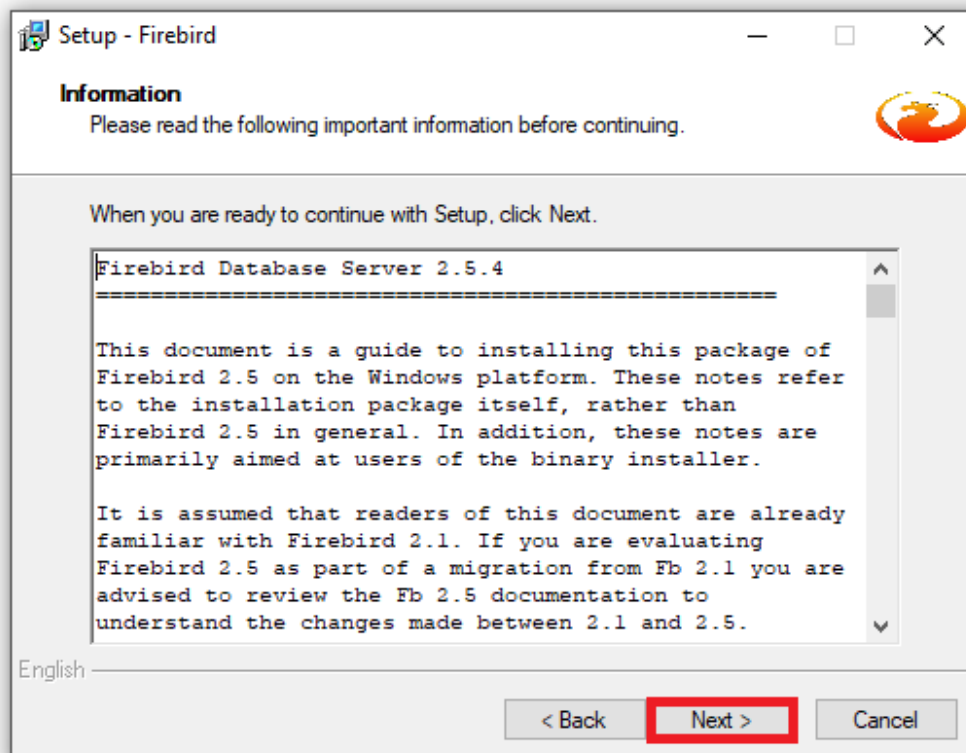 Setup - Firebird
Information
Please read the following important information before continuing.
When you are ready to continue with Setup, click Next.
Firebird Database Server 2.5.4
==================================================
This document is a guide to installing this package of
Firebird 2.5 on the Windows platform. These notes refer
to the installation package itself, rather than
Firebird 2.5 in general. In addition, these notes are
primarily aimed at users of the binary installer.
It is assumed that readers of this document are already
familiar with Firebird 2.1. If you are evaluating
Firebird 2.5 as part of a migration from Fb 2.1 you are
advised to review the Fb 2.5 documentation to
understand the changes made between 2.1 and 2.5.
English
< Back
Next >
Cancel